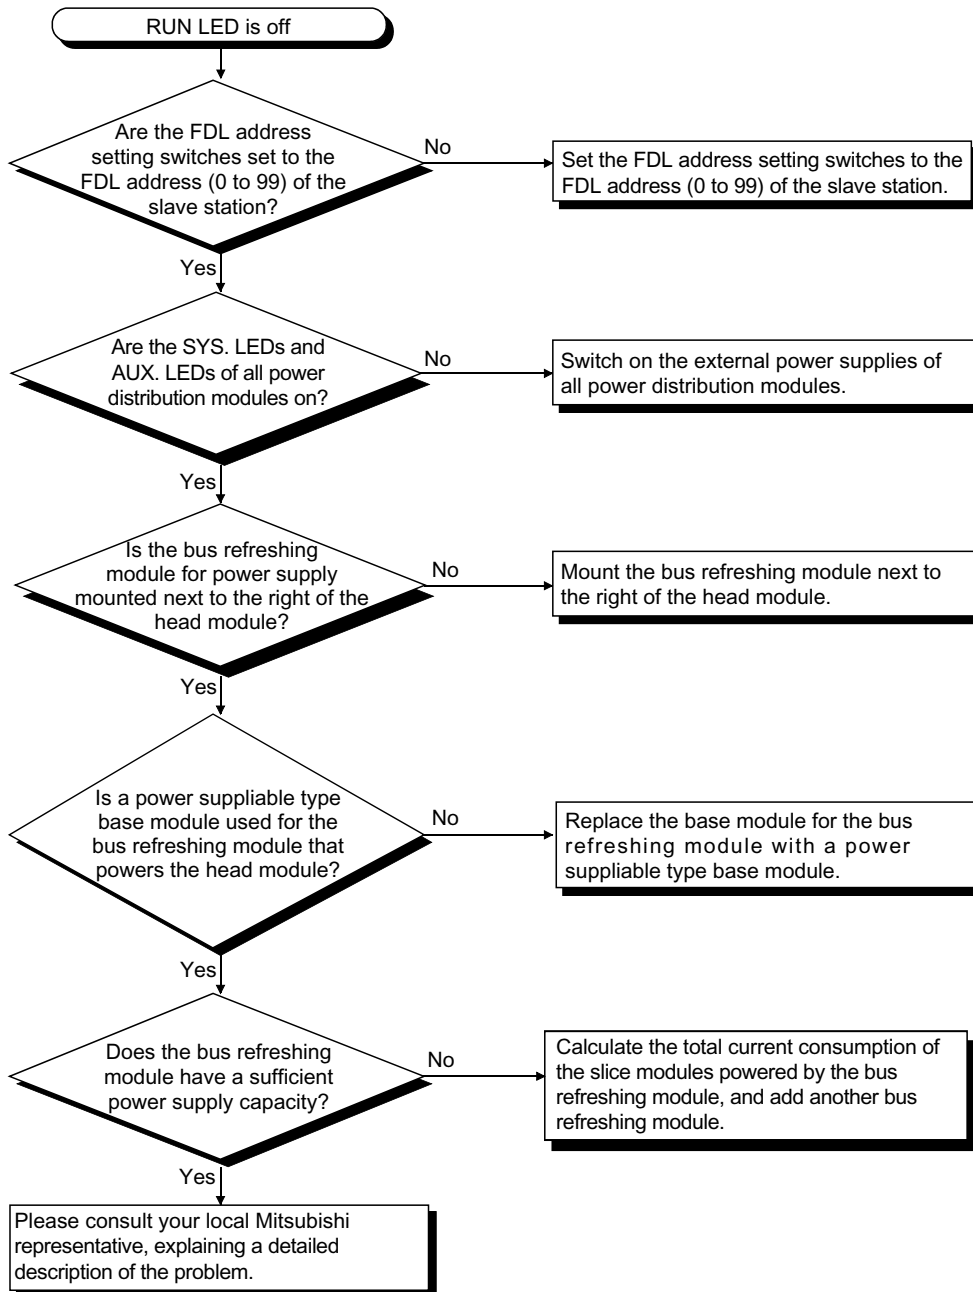 RUN LED is off
Are the FDL address
setting switches set to the
FDL address (0 to 99) of the
slave station?
No
Set the FDL address setting switches to the
FDL address (0 to 99) of the slave station.
Yes
Are the SYS. LEDs and
AUX. LEDs of all power
distribution modules on?
No
Switch on the external power supplies of
all power distribution modules.
Yes
Is the bus refreshing
module for power supply
mounted next to the right of the
head module?
No
Mount the bus refreshing module next to
the right of the head module.
Yes
Is a power suppliable type
base module used for the
bus refreshing module that
powers the head module?
No
Replace the base module for the bus
refreshing module with a power
suppliable type base module.
Yes
Does the bus refreshing
module have a sufficient
power supply capacity?
No
Calculate the total current consumption of
the slice modules powered by the bus
refreshing module, and add another bus
refreshing module.
Yes
Please consult your local Mitsubishi
representative, explaining a detailed
description of the problem.